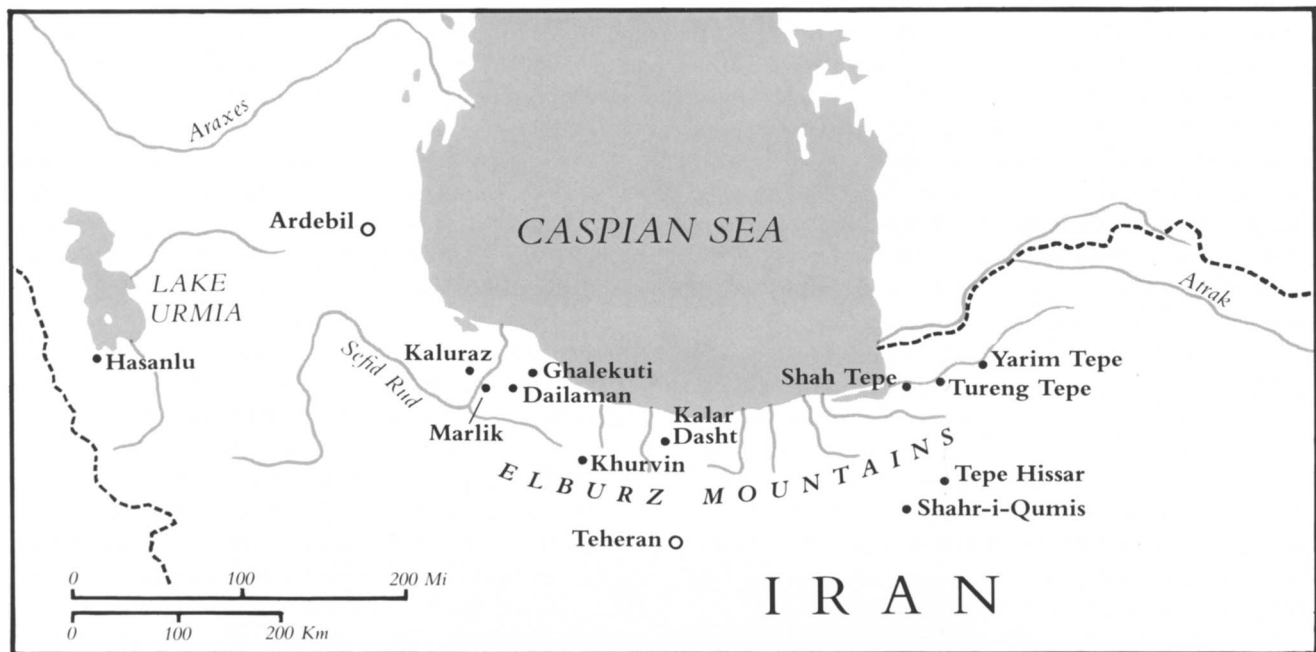 Araxes
Ardebil
CASPIAN SEA
LAKE
URMIA
Atrak
Hasanlu
Sefid Rud
Kaluraz
Ghalekuti
Dailaman
Marlik
Shah Tepe
Yarim Tepe
Tureng Tepe
Kalar
Dasht
Khurvin
ELBURZ MOUNTAINS
Tepe Hissar
Shahr-i-Qumis
Teheran
IRAN
0 100 200 Mi
0 100 200 Km